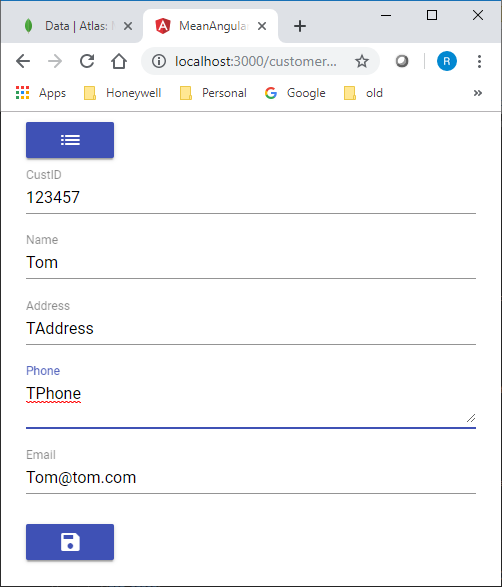 Data | Atlas: M
MeanAngular
localhost:3000/customer...
R
Apps
Honeywell
Personal
Google
old
»
CustID
123457
Name
Tom
Address
TAddress
Phone
TPhone
Email
Tom@tom.com